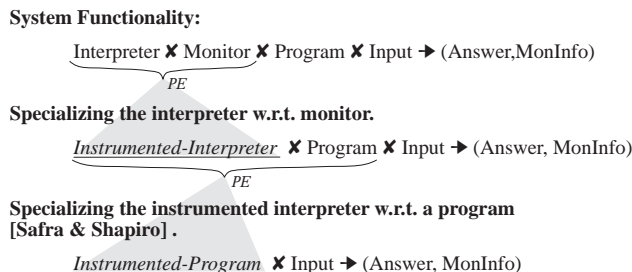 System Functionality:
Interpreter ✘ Monitor ✘ Program ✘ Input ➔ (Answer,MonInfo)
PE
Specializing the interpreter w.r.t. monitor.
Instrumented-Interpreter ✘ Program ✘ Input ➔ (Answer, MonInfo)
PE
Specializing the instrumented interpreter w.r.t. a program
[Safra & Shapiro] .
Instrumented-Program ✘ Input ➔ (Answer, MonInfo)